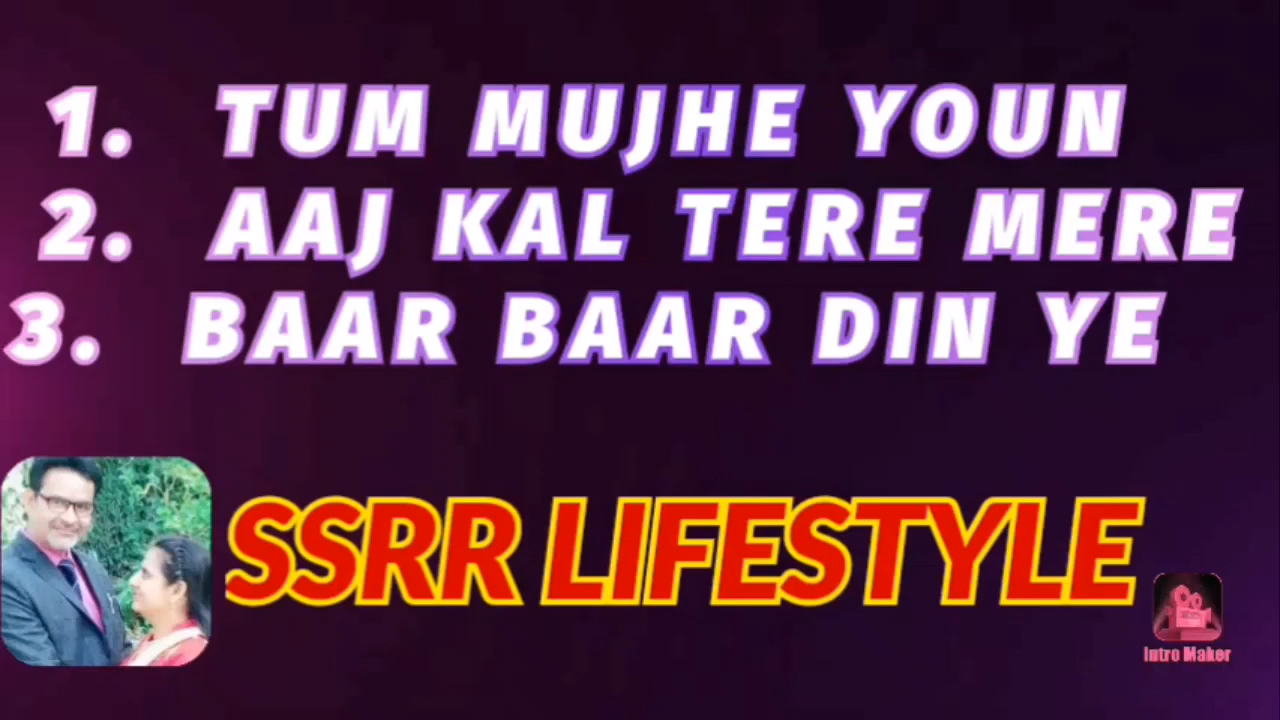 1. TUM MUJHE YOUN
2. AAJ KAL TERE MERE
3. BAAR BAAR DIN YE
SSRR LIFESTYLE
Intro Maker